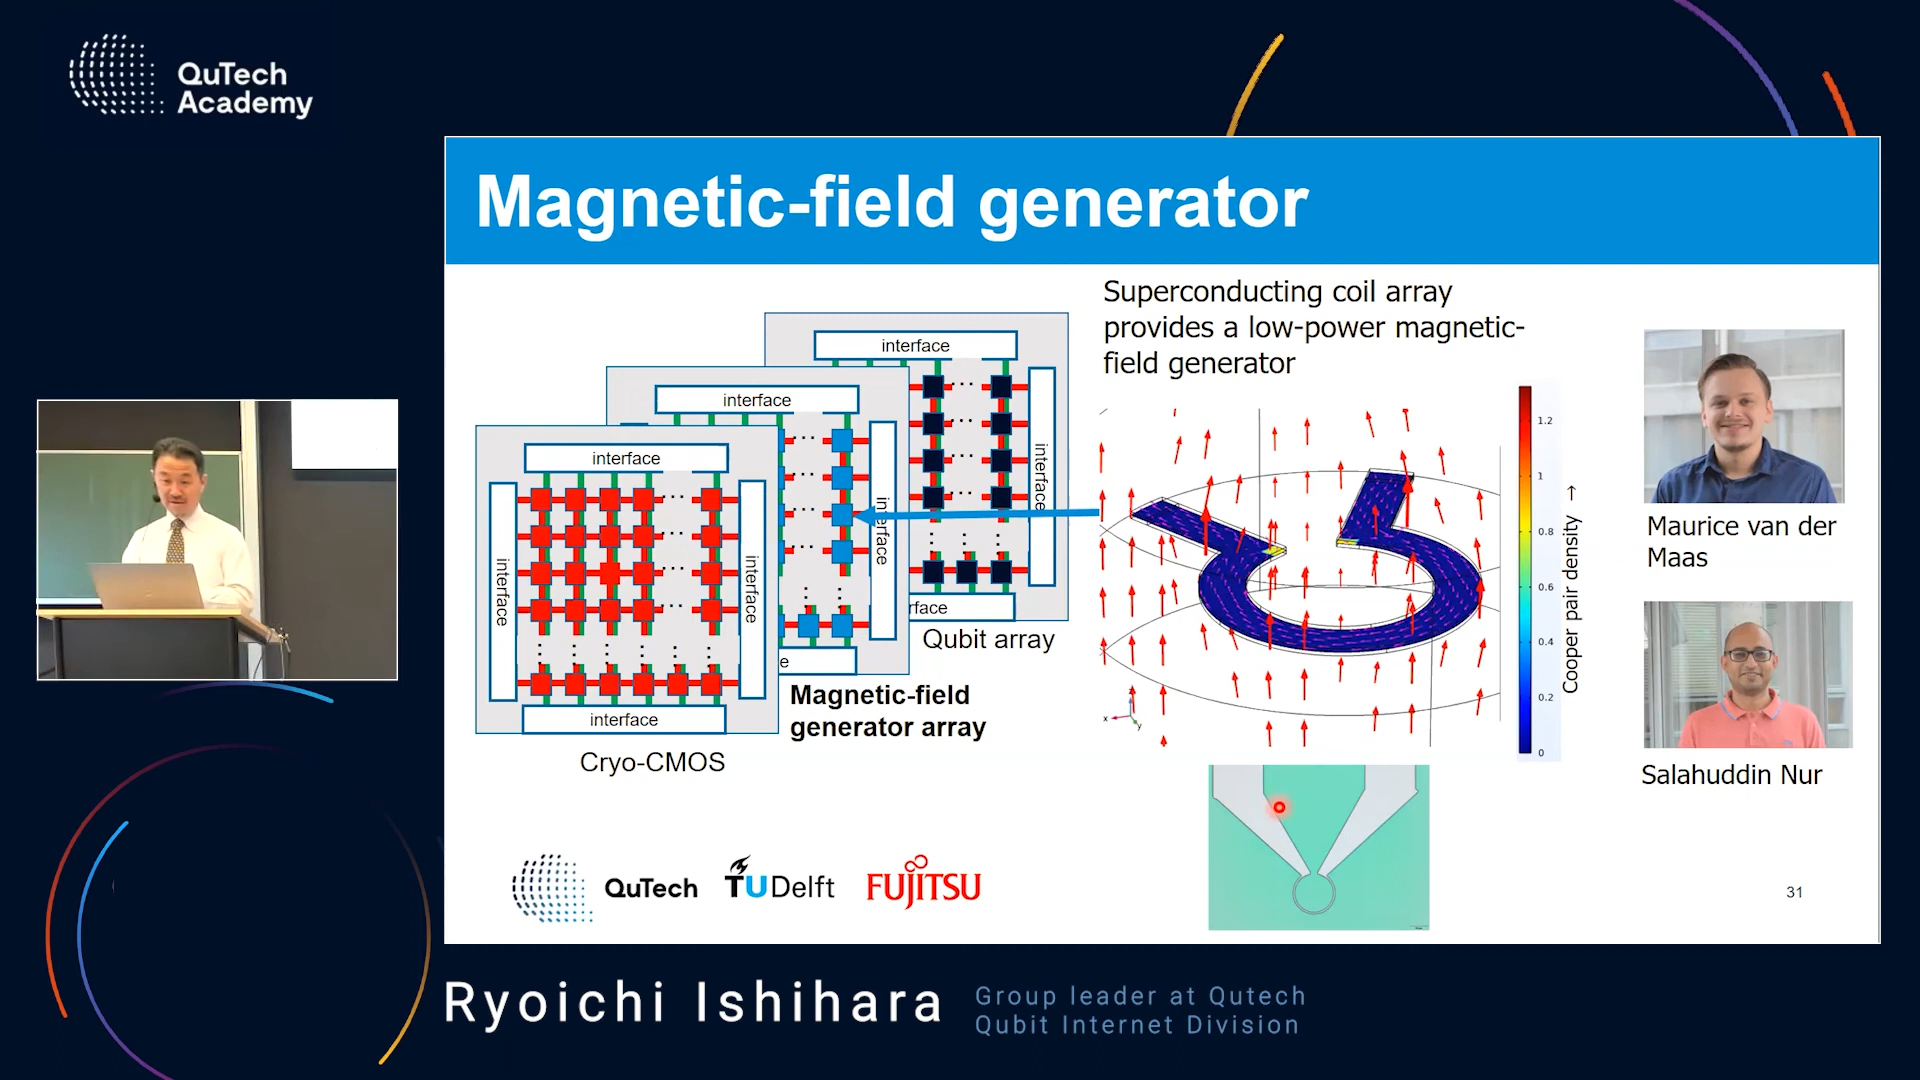 QuTech
Academy
Magnetic-field generator
Superconducting coil array
provides a low-power magnetic-
field generator
interface
interface
interface
rface
Qubit array
interface
interface
e
Magnetic-field
generator array
interface
interface
interface
interface
Cryo-CMOS
1.2
1
0.8
0.6
0.4
0.2
0
Cooper pair density →
x
y
Maurice van der
Maas
Salahuddin Nur
QuTech
TUDelft
FUJITSU
31
Ryoichi Ishihara
Group leader at Qutech
Qubit Internet Division